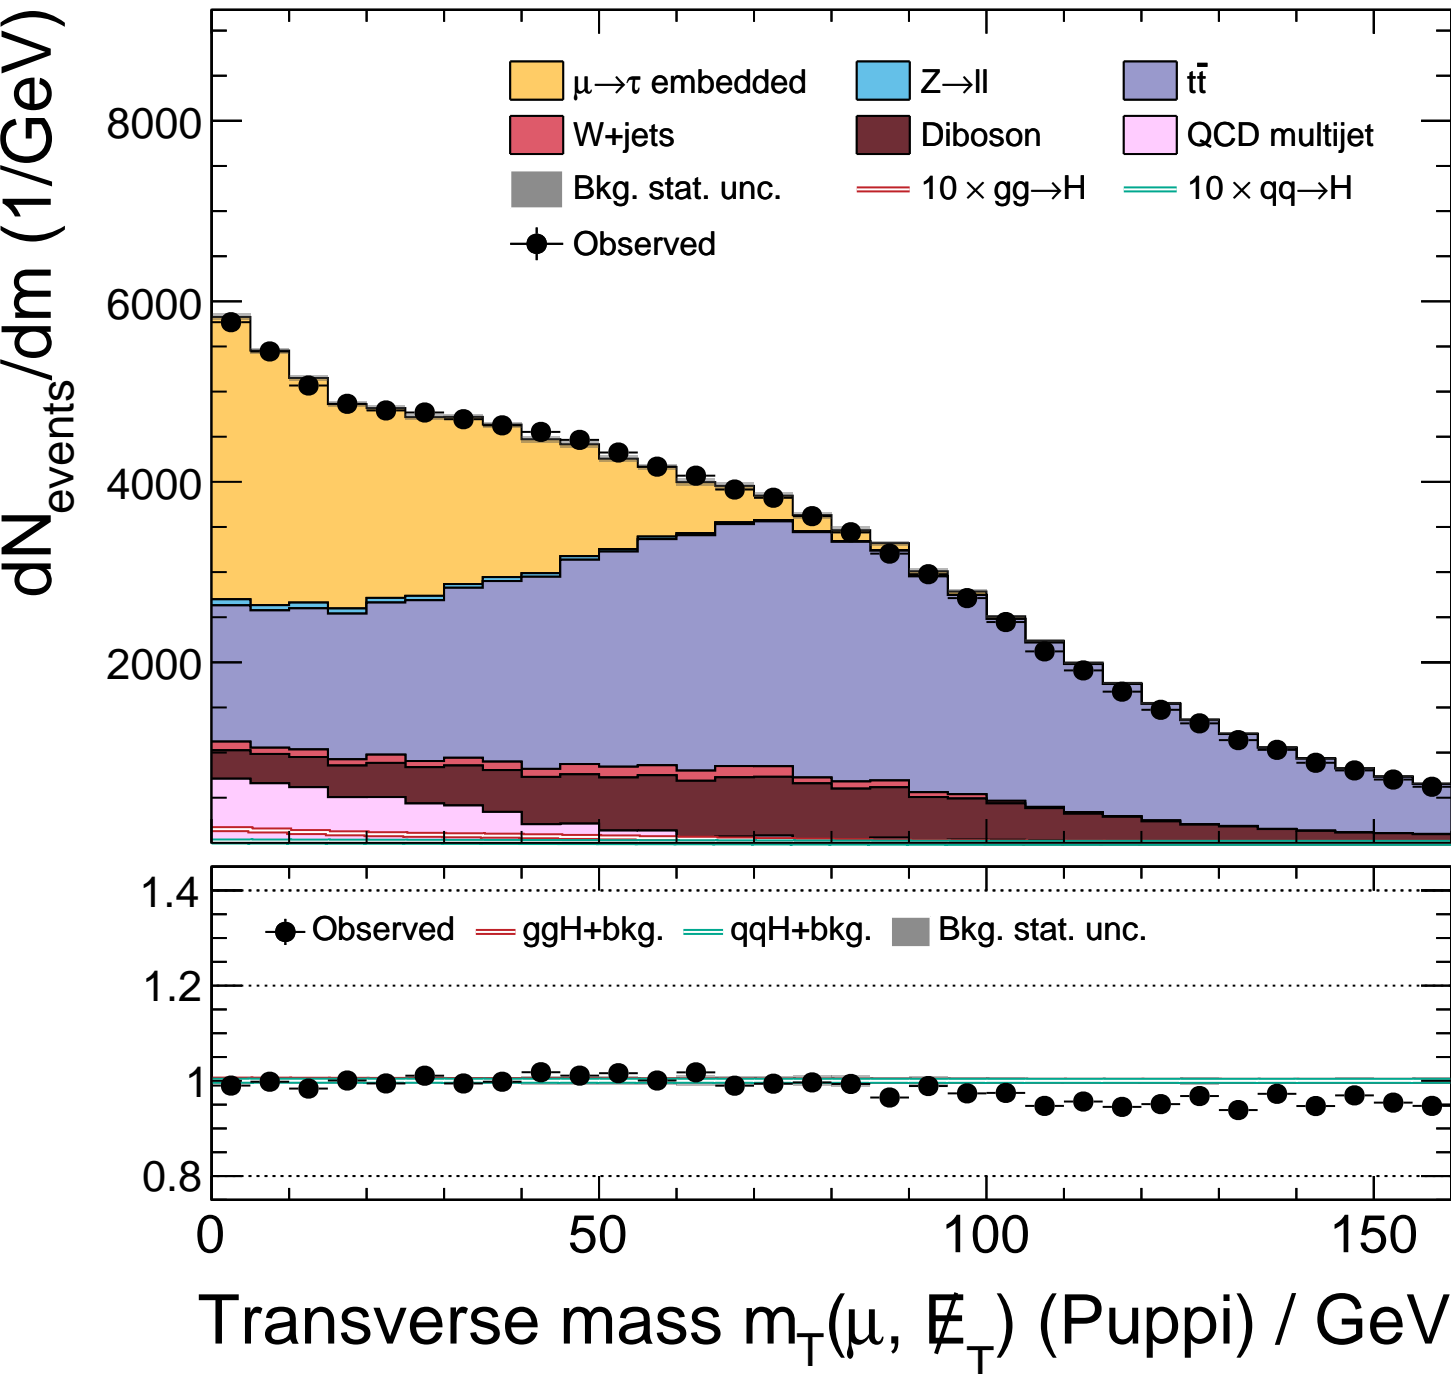 dN_events/dm (1/GeV)
μ→τ embedded Z→ll tt̄
W+jets Diboson QCD multijet
Bkg. stat. unc. 10 × gg→H 10 × qq→H
Observed
8000
6000
4000
2000
1.4
Observed ggH+bkg. qqH+bkg. Bkg. stat. unc.
1.2
1
0.8
0 50 100 150
Transverse mass m_T(μ, E̸_T) (Puppi) / GeV